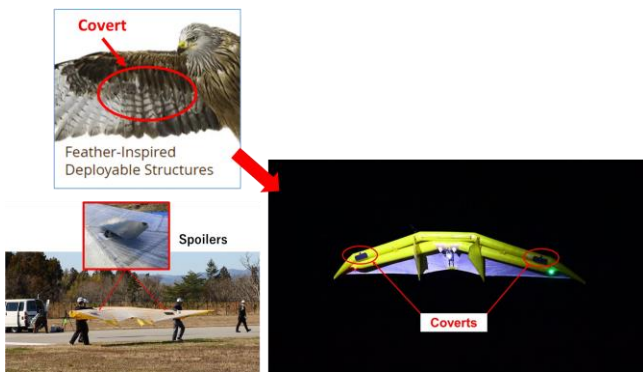 Covert
Feather-Inspired
Deployable Structures
Spoilers
Coverts